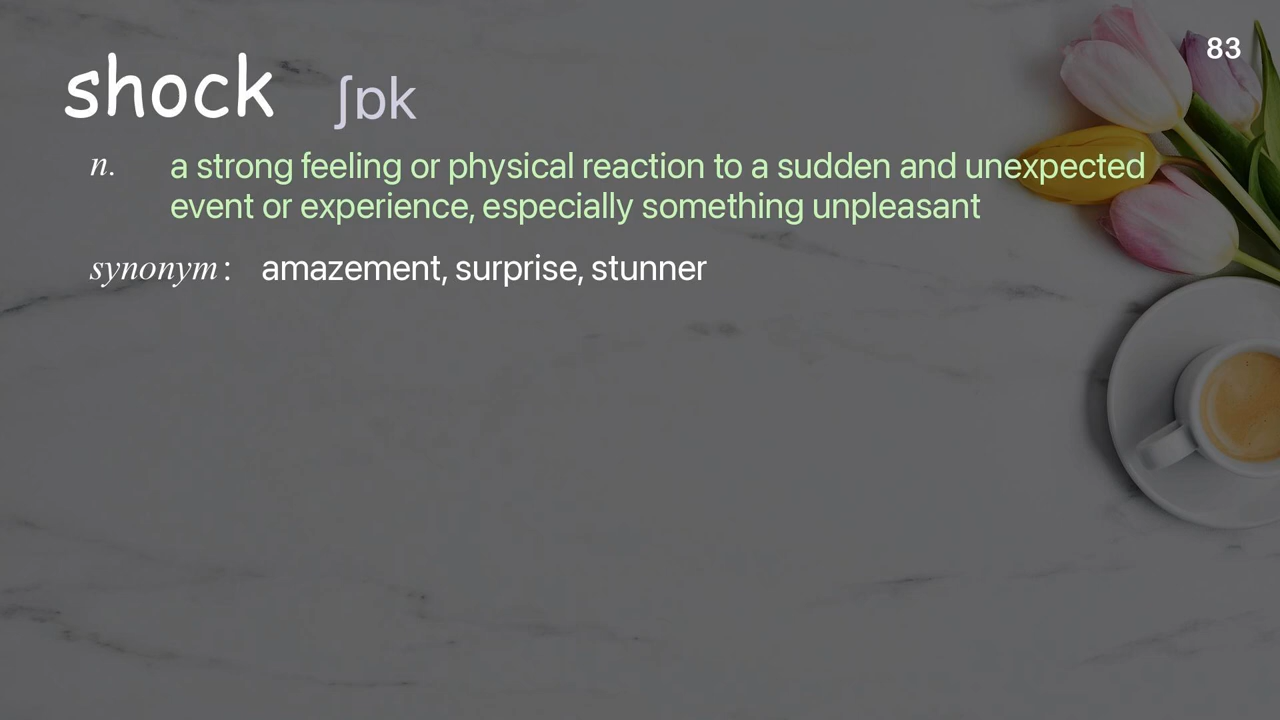 83
shock ʃɒk
n. a strong feeling or physical reaction to a sudden and unexpected
event or experience, especially something unpleasant
synonym: amazement, surprise, stunner